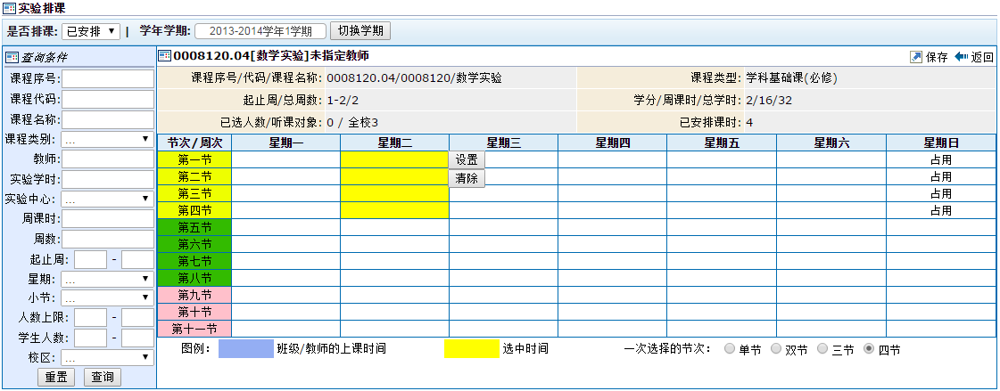 实验排课
是否排课: 已安排 | 学年学期: 2013-2014学年1学期 切换学期
查询条件
课程序号:
课程代码:
课程名称:
课程类别: ...
教师:
实验学时:
实验中心: ...
周课时:
周数:
起止周: -
星期: ...
小节: ...
人数上限: -
学生人数: -
校区: ...
重置 查询
0008120.04[数学实验]未指定教师 保存 返回
课程序号/代码/课程名称: 0008120.04/0008120/数学实验 课程类型: 学科基础课(必修)
起止周/总周数: 1-2/2 学分/周课时/总学时: 2/16/32
已选人数/听课对象: 0 / 全校3 已安排课时: 4
节次/周次 星期一 星期二 星期三 星期四 星期五 星期六 星期日
第一节 设置 占用
第二节 清除 占用
第三节 占用
第四节 占用
第五节
第六节
第七节
第八节
第九节
第十节
第十一节
图例: 班级/教师的上课时间 选中时间 一次选择的节次: 单节 双节 三节 四节